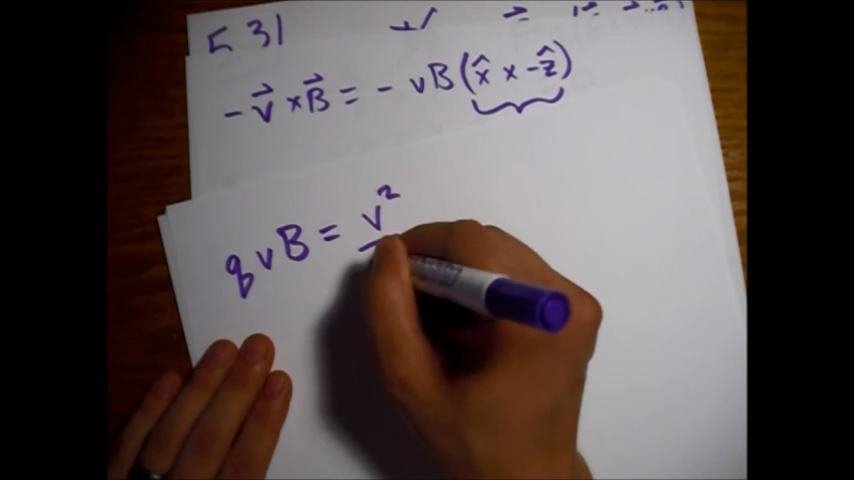 5 31
-v⃗ × B⃗ = - vB (x̂ × -ẑ)
qvB = v²